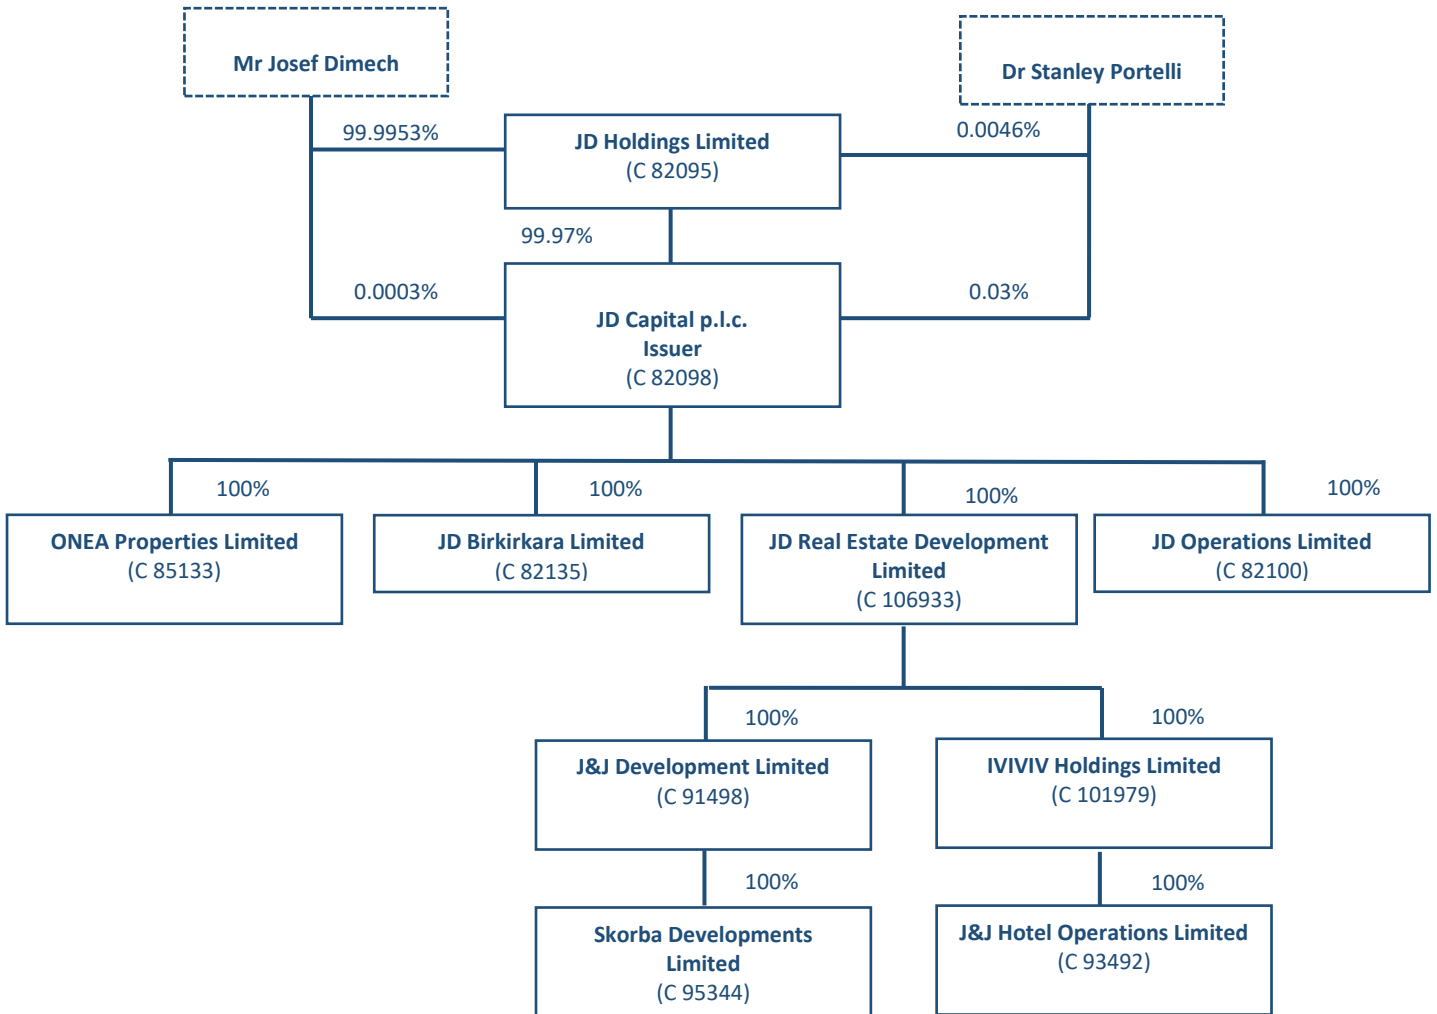 Mr Josef Dimech
Dr Stanley Portelli
99.9953%
JD Holdings Limited
(C 82095)
0.0046%
99.97%
0.0003%
JD Capital p.l.c.
Issuer
(C 82098)
0.03%
100%
100%
100%
100%
ONEA Properties Limited
(C 85133)
JD Birkirkara Limited
(C 82135)
JD Real Estate Development
Limited
(C 106933)
JD Operations Limited
(C 82100)
100%
100%
J&J Development Limited
(C 91498)
IVIVIV Holdings Limited
(C 101979)
100%
100%
Skorba Developments
Limited
(C 95344)
J&J Hotel Operations Limited
(C 93492)